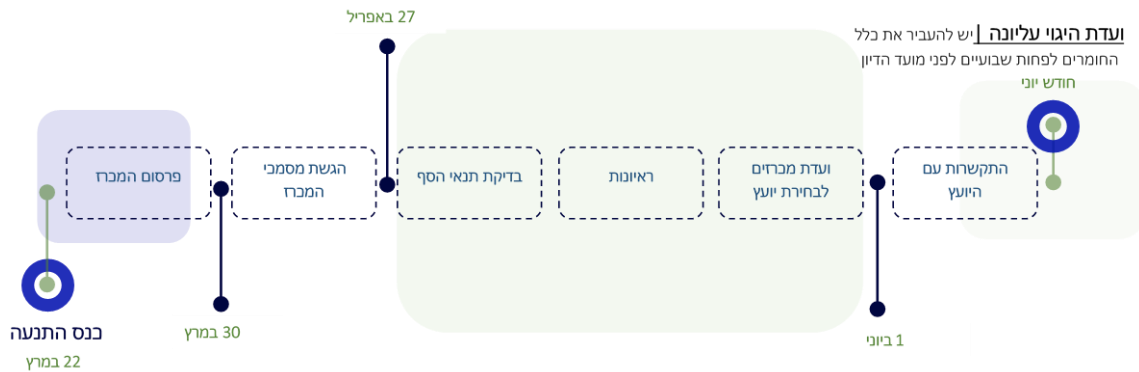 27 באפריל
ועדת היגוי עליונה | יש להעביר את כלל
החומרים לפחות שבועיים לפני מועד הדיון
חודש יוני
פרסום המכרז
הגשת מסמכי
המכרז
בדיקת תנאי הסף
ראיונות
ועדת מכרזים
לבחירת יועץ
התקשרות עם
היועץ
כנס התנעה
22 במרץ
30 במרץ
1 ביוני